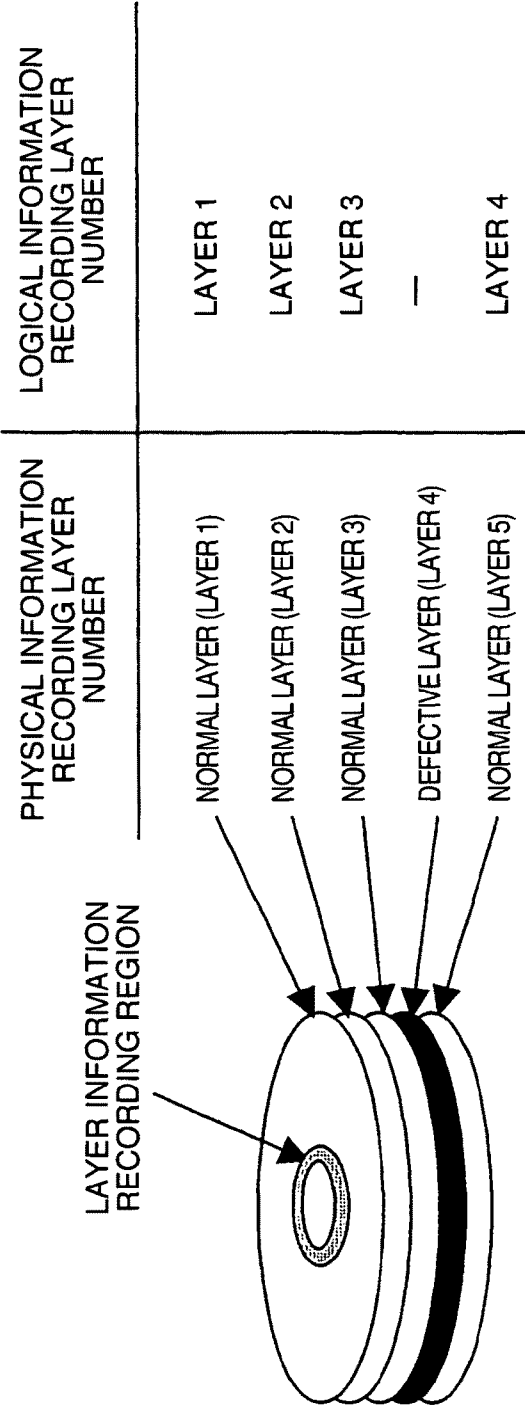 LAYER INFORMATION
RECORDING REGION
PHYSICAL INFORMATION
RECORDING LAYER
NUMBER
LOGICAL INFORMATION
RECORDING LAYER
NUMBER
NORMAL LAYER (LAYER 1)
LAYER 1
NORMAL LAYER (LAYER 2)
LAYER 2
NORMAL LAYER (LAYER 3)
LAYER 3
DEFECTIVE LAYER (LAYER 4)
—
NORMAL LAYER (LAYER 5)
LAYER 4